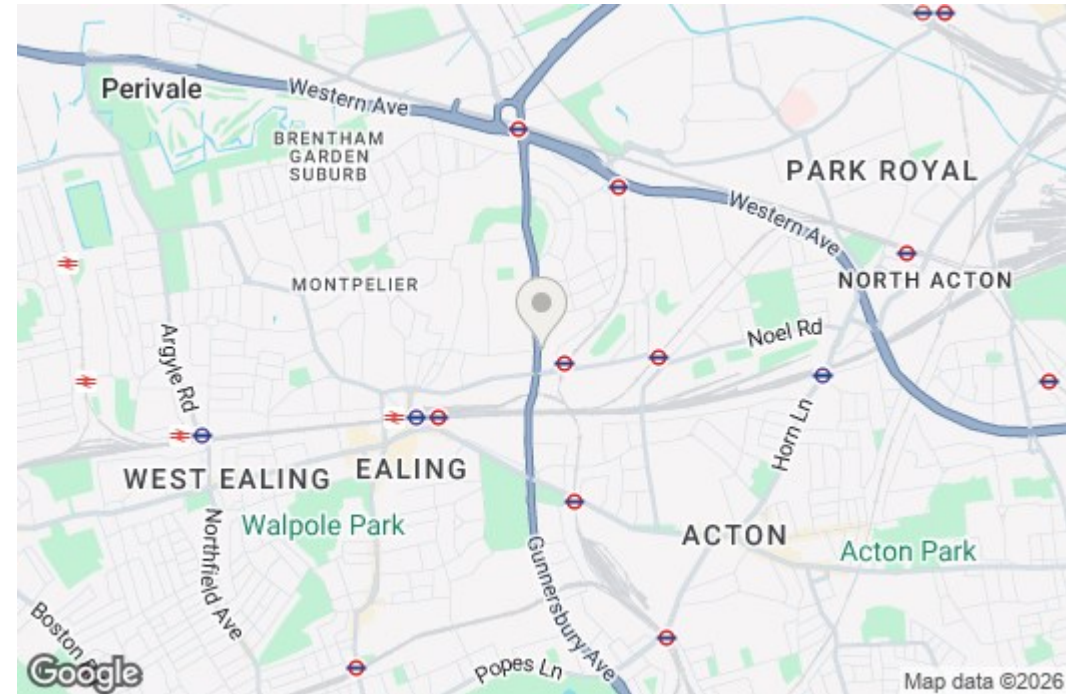 Perivale
Western Ave
BRENTHAM
GARDEN
SUBURB
PARK ROYAL
Western Ave
MONTPELIER
NORTH ACTON
Noel Rd
Argyle Rd
Horn Ln
WEST EALING
EALING
Walpole Park
ACTON
Acton Park
Northfield Ave
Gunnersbury Ave
Boston
Popes Ln
Google
Map data ©2026